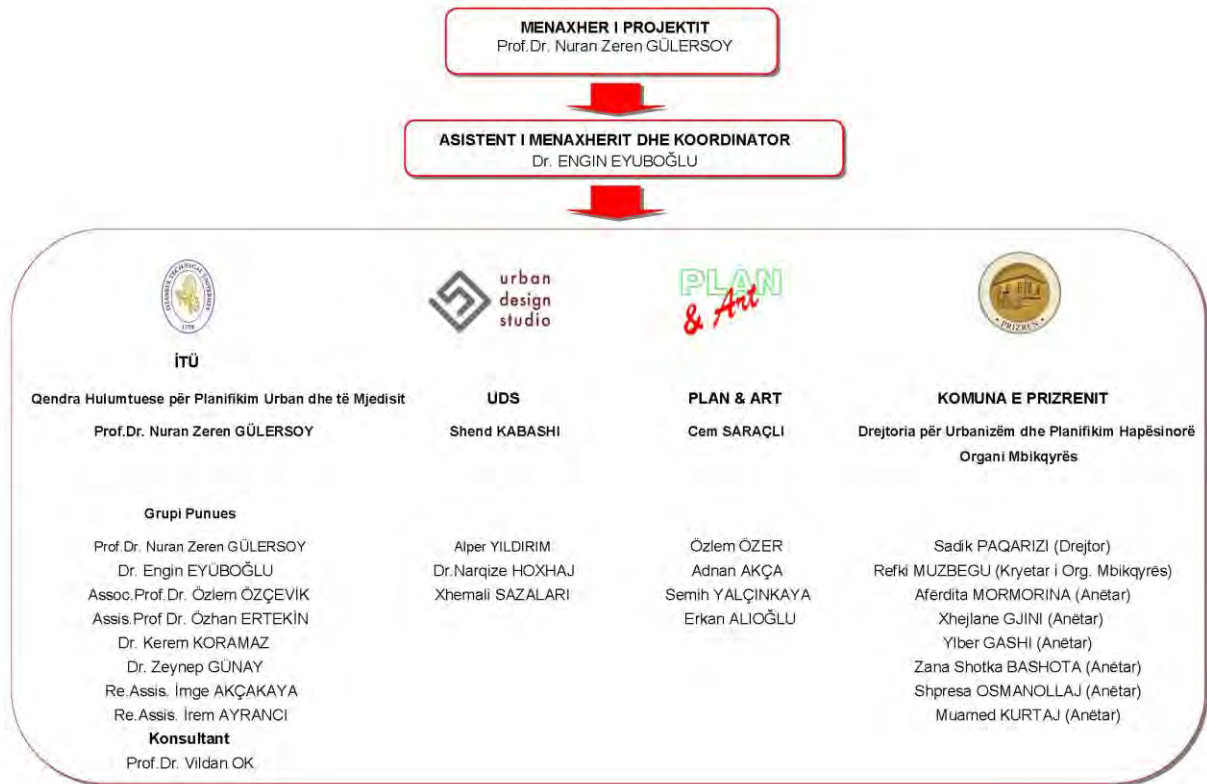 MENAXHER I PROJEKTIT
Prof.Dr. Nuran Zeren GÜLERSOY
ASISTENT I MENAXHERIT DHE KOORDINATOR
Dr. ENGIN EYUBOĞLU
ISTANBUL TECHNICAL UNIVERSITY
1773
İTÜ
Qendra Hulumtuese për Planifikim Urban dhe të Mjedisit
Prof.Dr. Nuran Zeren GÜLERSOY
Grupi Punues
Prof.Dr. Nuran Zeren GÜLERSOY
Dr. Engin EYÜBOĞLU
Assoc.Prof.Dr. Özlem ÖZÇEVİK
Assis.Prof Dr. Özhan ERTEKİN
Dr. Kerem KORAMAZ
Dr. Zeynep GÜNAY
Re.Assis. İmge AKÇAKAYA
Re.Assis. İrem AYRANCI
Konsultant
Prof.Dr. Vildan OK
urban
design
studio
UDS
Shend KABASHI
Alper YILDIRIM
Dr.Narqize HOXHAJ
Xhemali SAZALARI
PLAN
& Art
PLAN & ART
Cem SARAÇLI
Özlem ÖZER
Adnan AKÇA
Semih YALÇINKAYA
Erkan ALIOĞLU
PRIZREN
KOMUNA E PRIZRENIT
Drejtoria për Urbanizëm dhe Planifikim Hapësinorë
Organi Mbikqyrës
Sadik PAQARIZI (Drejtor)
Refki MUZBEGU (Kryetar i Org. Mbikqyrës)
Afërdita MORMORINA (Anëtar)
Xhejlane GJINI (Anëtar)
Ylber GASHI (Anëtar)
Zana Shotka BASHOTA (Anëtar)
Shpresa OSMANOLLAJ (Anëtar)
Muamed KURTAJ (Anëtar)